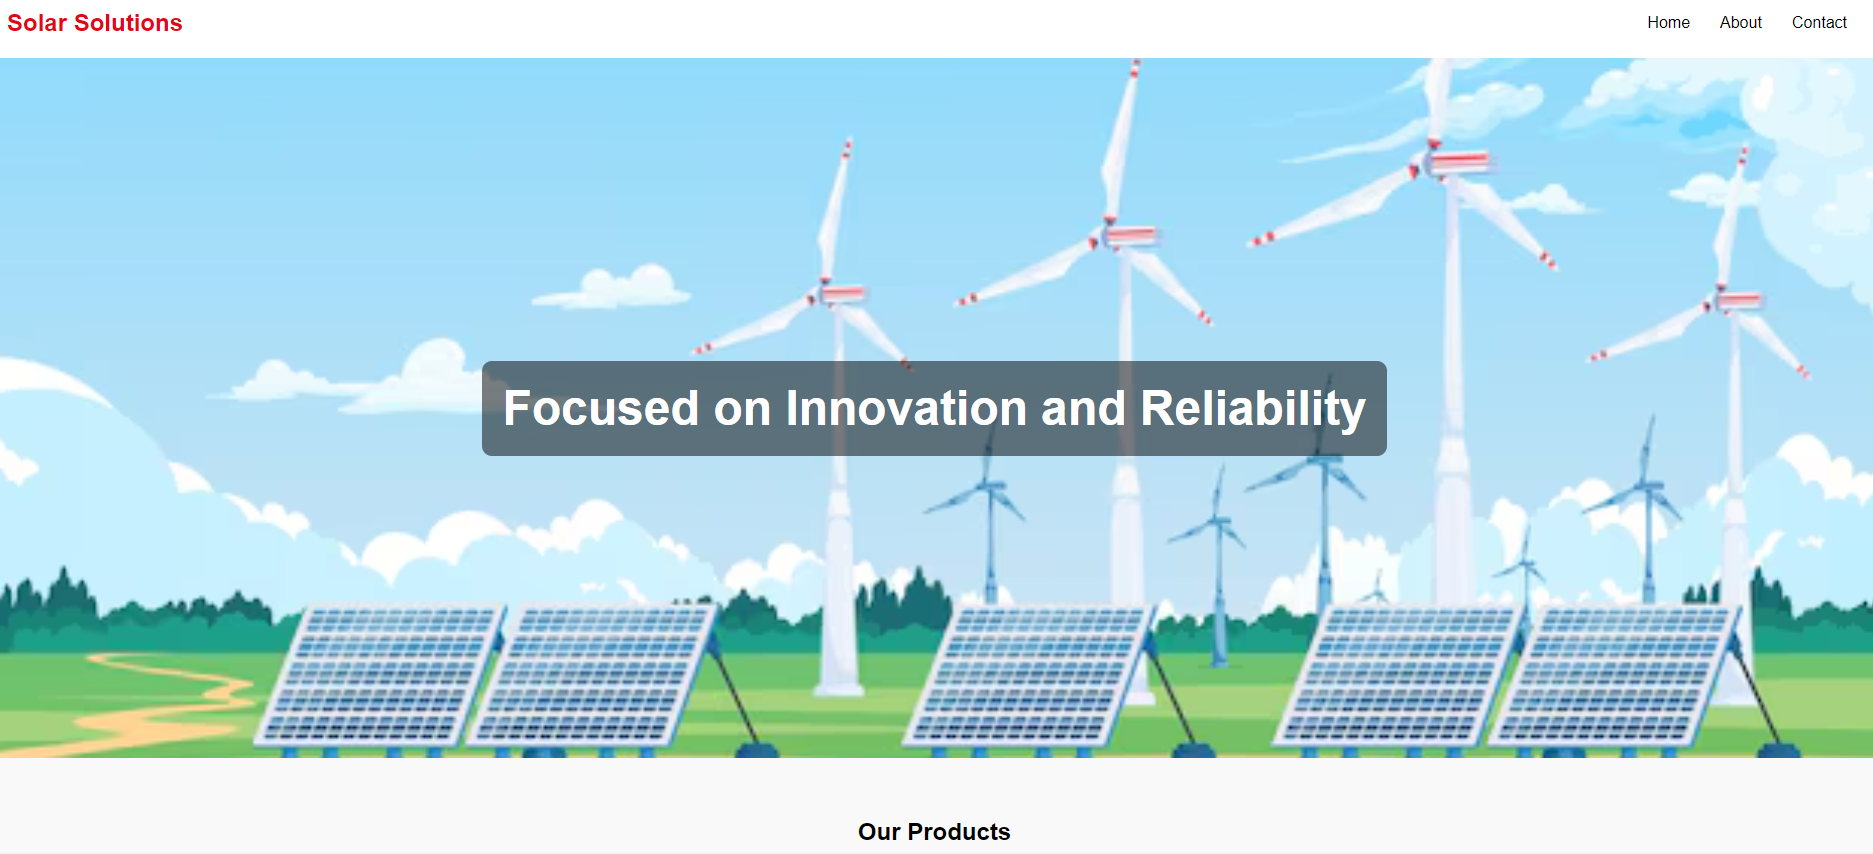 Solar Solutions
Home About Contact
Focused on Innovation and Reliability
Our Products